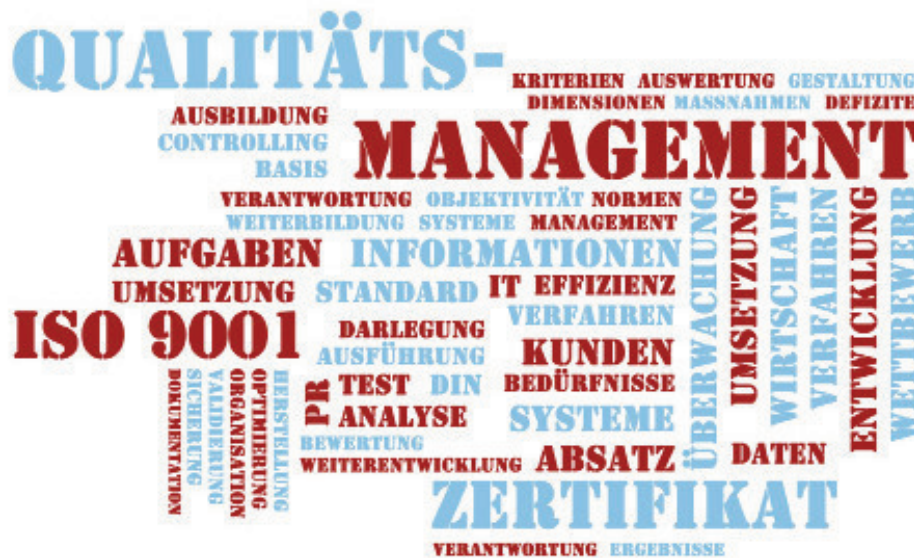 QUALITÄTS-
KRITERIEN AUSWERTUNG GESTALTUNG
DIMENSIONEN MASSNAHMEN DEFIZITE
AUSBILDUNG
CONTROLLING
BASIS
MANAGEMENT
VERANTWORTUNG OBJEKTIVITÄT NORMEN
WEITERBILDUNG SYSTEME MANAGEMENT
AUFGABEN INFORMATIONEN
UMSETZUNG STANDARD IT EFFIZIENZ
VERFAHREN
ISO 9001
DARLEGUNG
AUSFÜHRUNG
KUNDEN
PR
TEST DIN BEDÜRFNISSE
ANALYSE SYSTEME
BEWERTUNG
WEITERENTWICKLUNG ABSATZ
ÜBERWACHUNG
UMSETZUNG
WIRTSCHAFT
VERFAHREN
ENTWICKLUNG
WETTBEWERB
DATEN
DOKUMENTATION
SICHERUNG
VALIDIERUNG
ORGANISATION
OPTIMIERUNG
HERSTELLUNG
ZERTIFIKAT
VERANTWORTUNG ERGEBNISSE